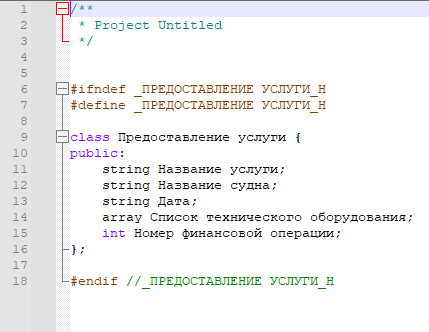 1 /**
2  * Project Untitled
3  */
4
5
6 #ifndef _ПРЕДОСТАВЛЕНИЕ УСЛУГИ_H
7 #define _ПРЕДОСТАВЛЕНИЕ УСЛУГИ_H
8
9 class Предоставление услуги {
10 public:
11     string Название услуги;
12     string Название судна;
13     string Дата;
14     array Список технического оборудования;
15     int Номер финансовой операции;
16 };
17
18 #endif //_ПРЕДОСТАВЛЕНИЕ УСЛУГИ_H